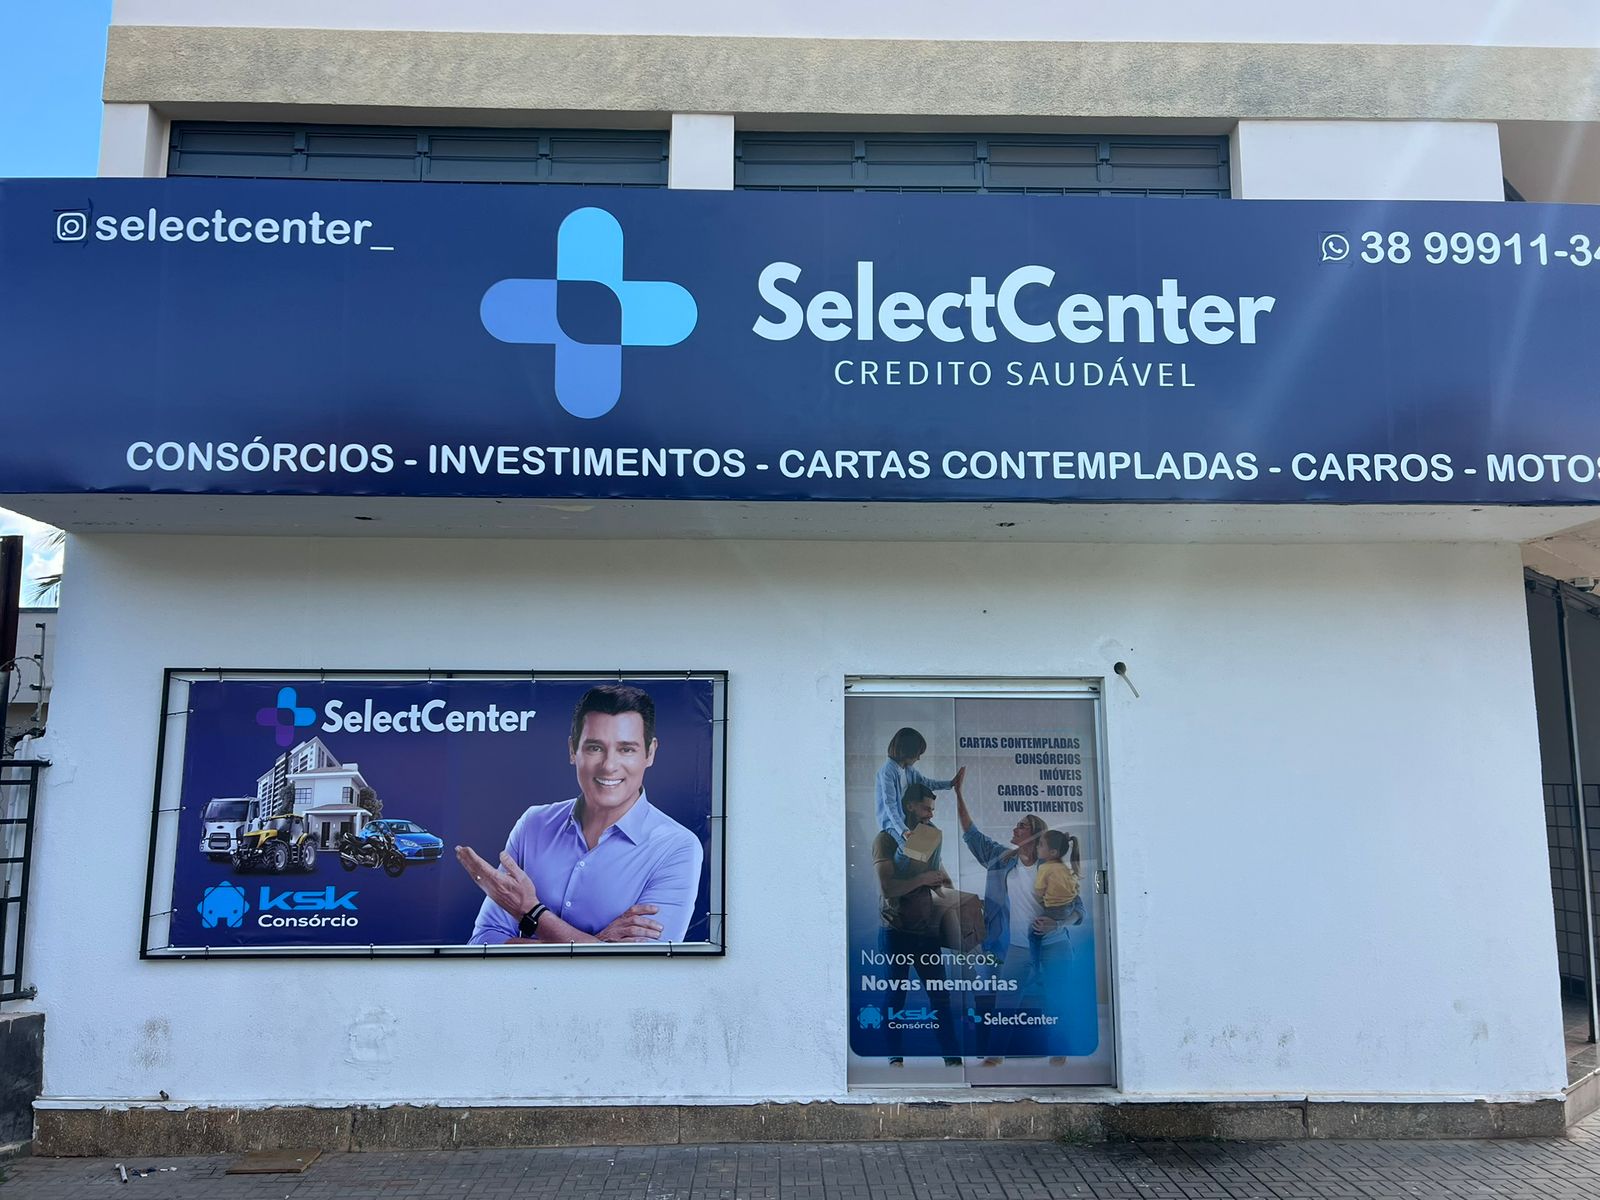 selectcenter_
38 99911-34
SelectCenter
CREDITO SAUDÁVEL
CONSÓRCIOS - INVESTIMENTOS - CARTAS CONTEMPLADAS - CARROS - MOTOS
SelectCenter
ksk
Consórcio
CARTAS CONTEMPLADAS
CONSÓRCIOS
IMÓVEIS
CARROS - MOTOS
INVESTIMENTOS
Novos começos,
Novas memórias
ksk
Consórcio
SelectCenter